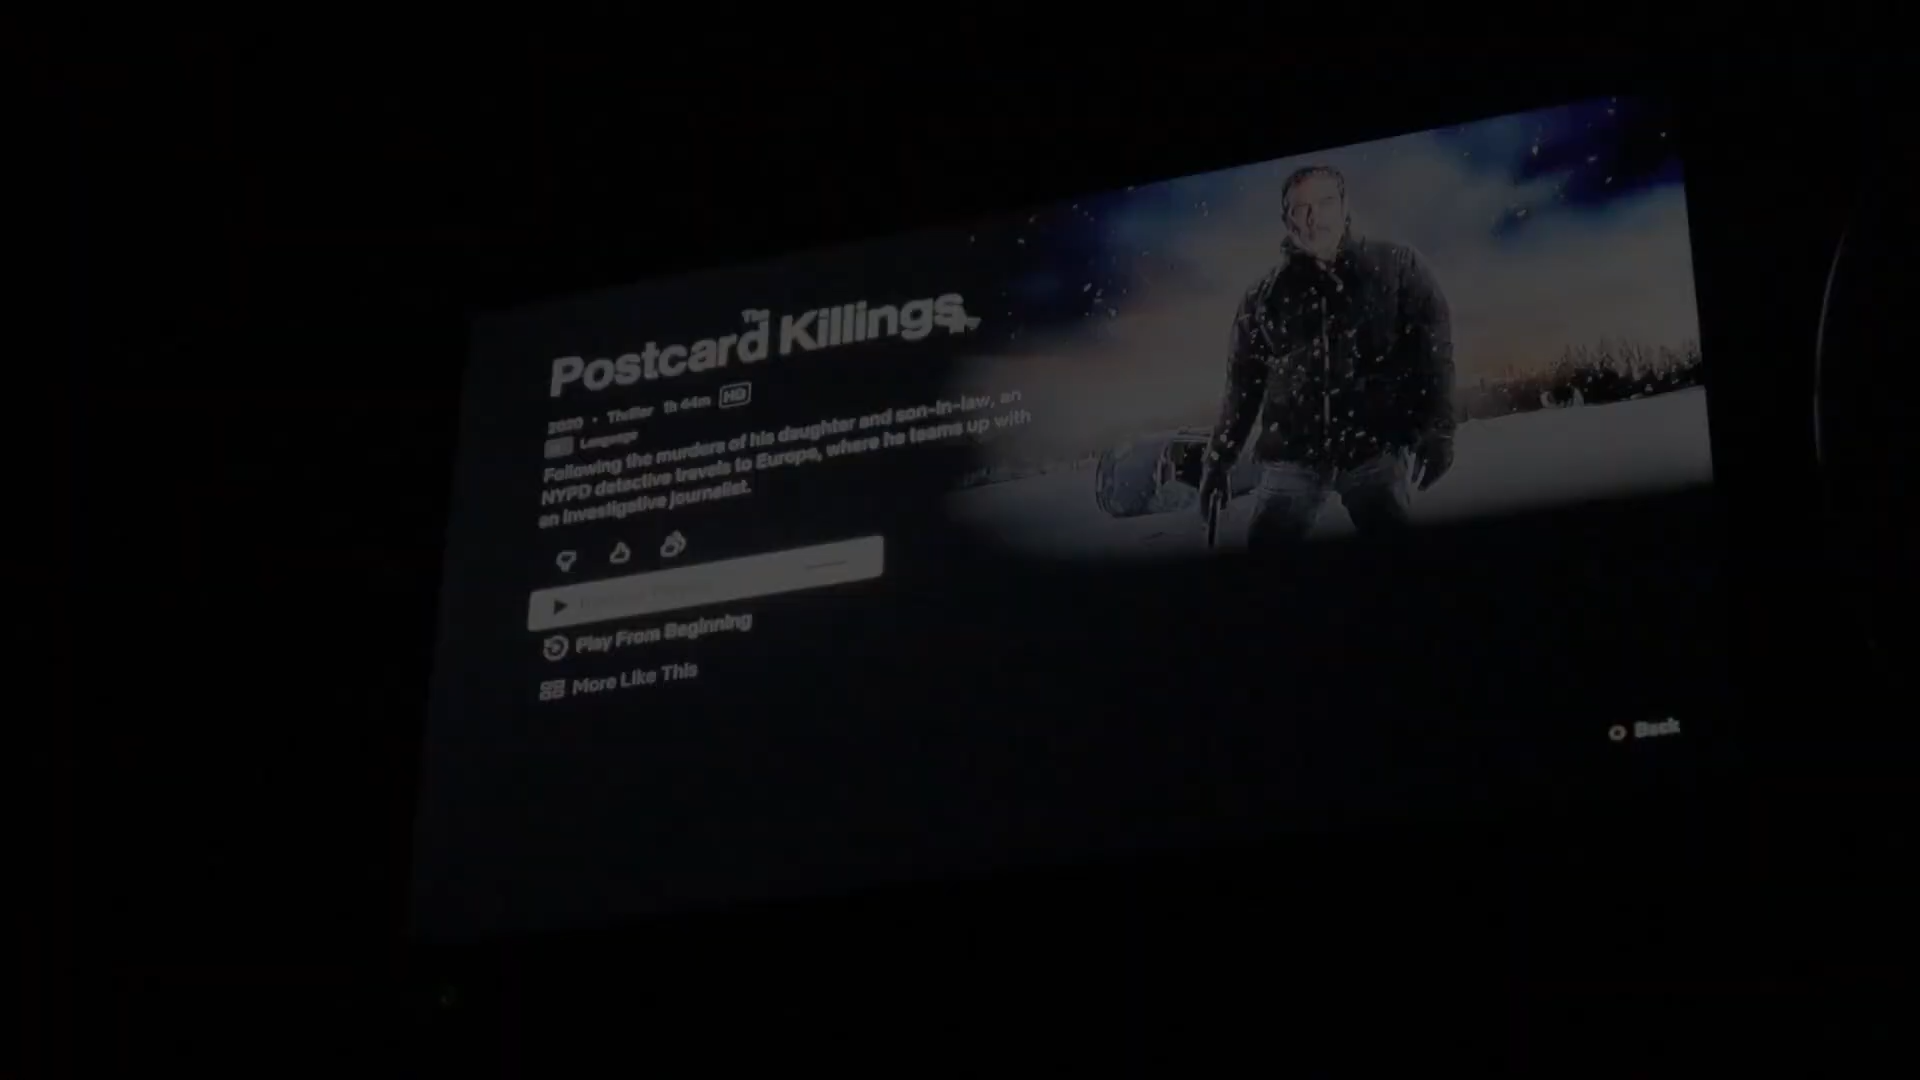 The
Postcard Killings
2020 • Thriller 1h 44m HD
Language
Following the murders of his daughter and son-in-law, an
NYPD detective travels to Europe, where he teams up with
an investigative journalist.
Play From Beginning
More Like This
Back